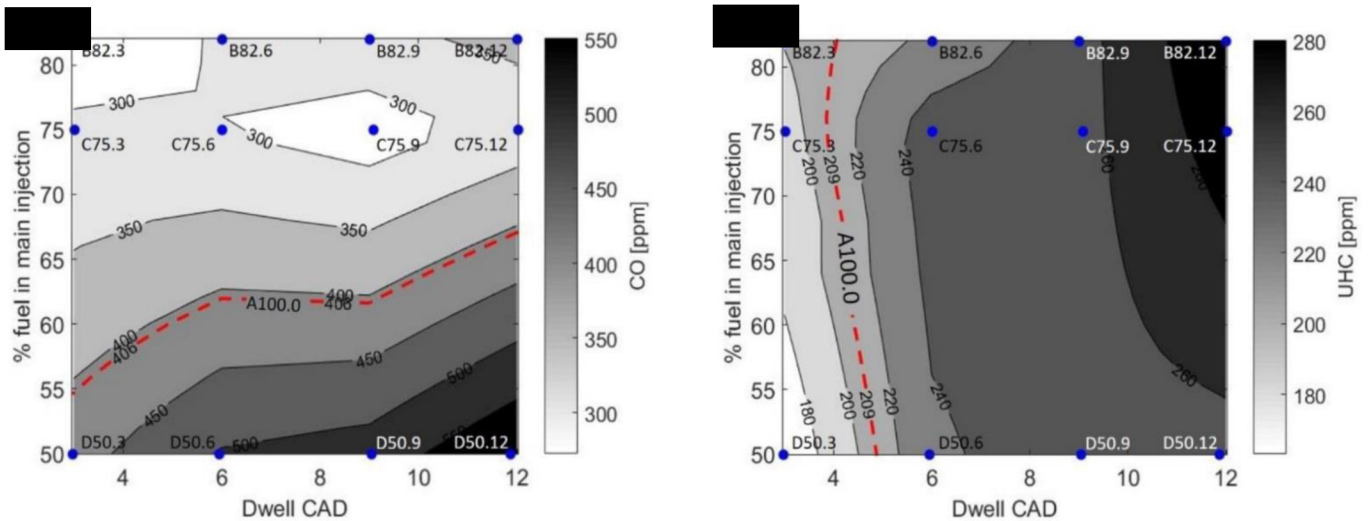 B82.3 B82.6 B82.9 B82.12
350
300
300
300
C75.3 C75.6 C75.9 C75.12
350 350
A100.0
400
406
400
406
450
450
500
500
550
D50.3 D50.6 D50.9 D50.12
80
75
70
65
60
55
50
4 6 8 10 12
% fuel in main injection
Dwell CAD
550
500
450
400
350
300
CO [ppm]
B82.3 B82.6 B82.9 B82.12
C75.3 C75.6 C75.9 C75.12
200 209 220 240 260 280
A100.0
260
180 200 209 220 240
D50.3 D50.6 D50.9 D50.12
80
75
70
65
60
55
50
4 6 8 10 12
% fuel in main injection
Dwell CAD
280
260
240
220
200
180
UHC [ppm]